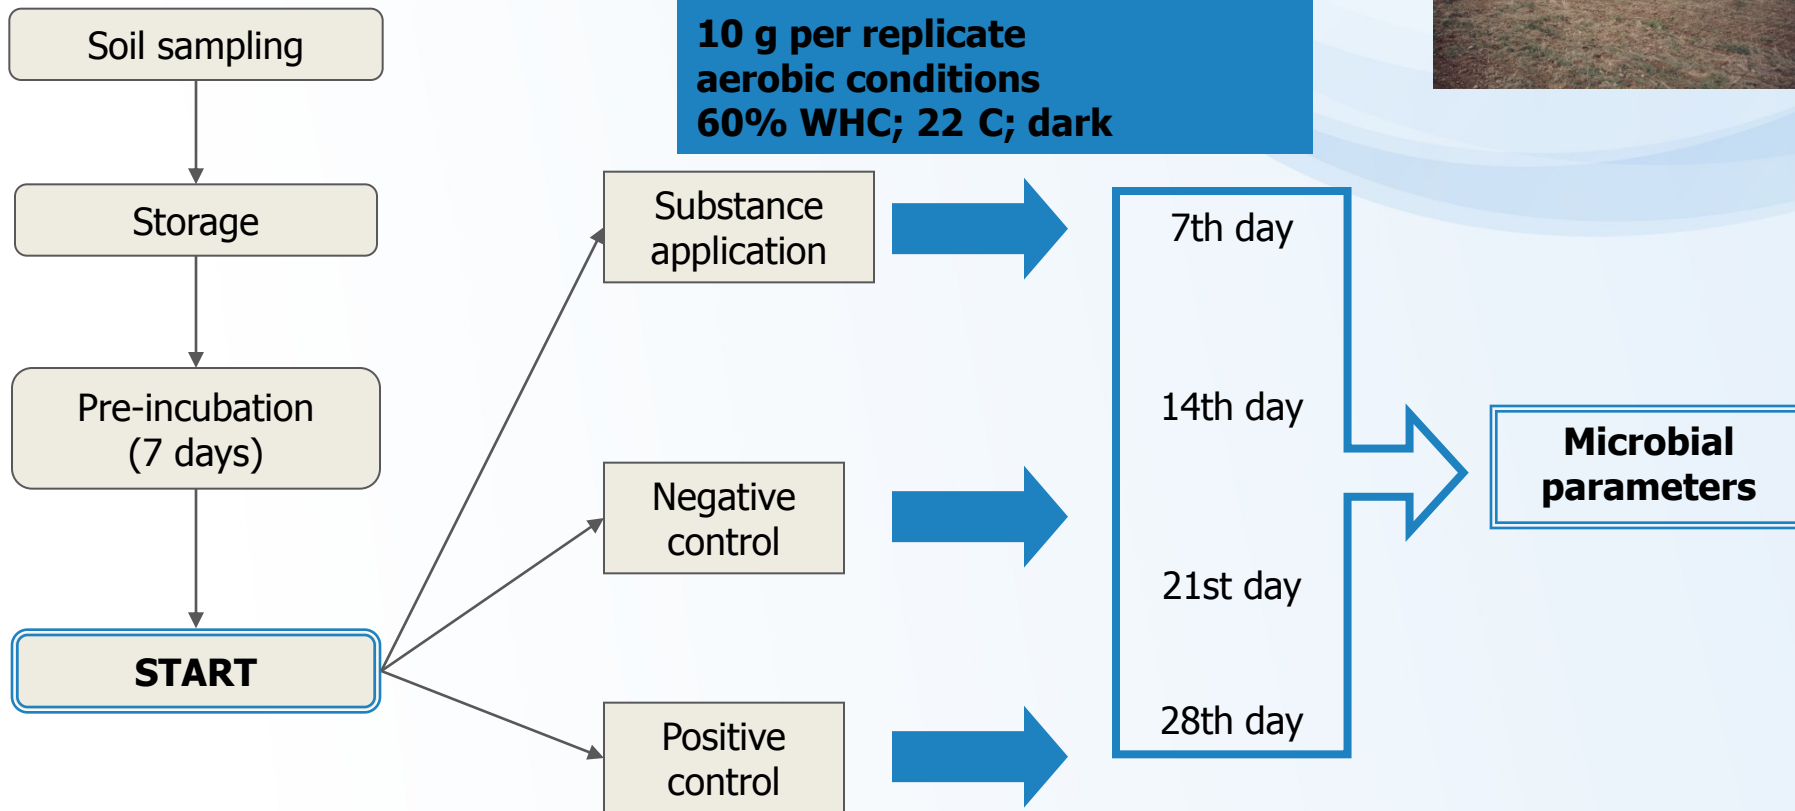 Soil sampling
10 g per replicate
aerobic conditions
60% WHC; 22 C; dark
Storage
Pre-incubation
(7 days)
START
Substance
application
Negative
control
Positive
control
7th day
14th day
21st day
28th day
Microbial
parameters